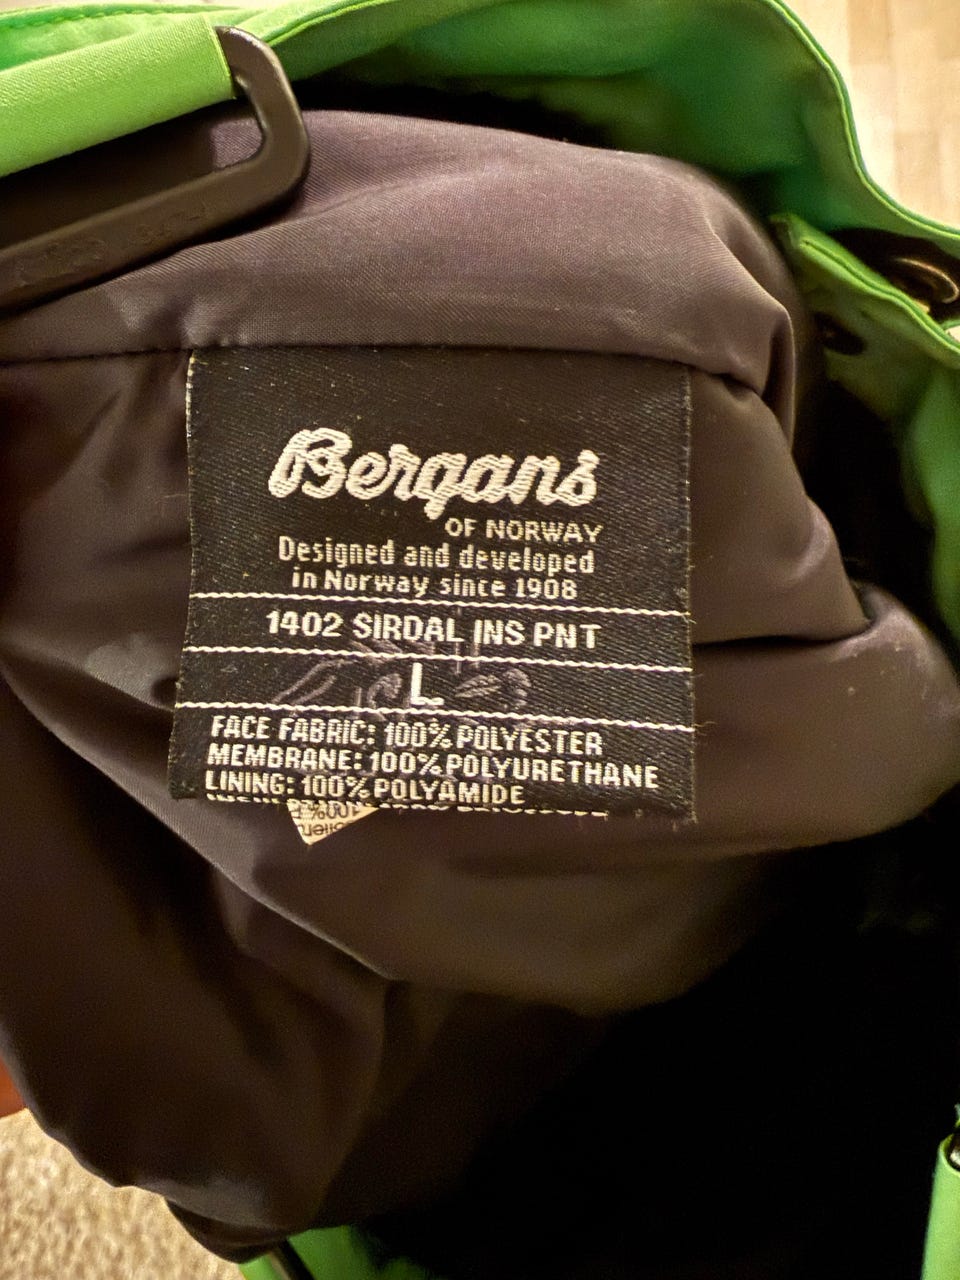 Bergans
OF NORWAY
Designed and developed
in Norway since 1908
1402 SIRDAL INS PNT
L
FACE FABRIC: 100% POLYESTER
MEMBRANE: 100% POLYURETHANE
LINING: 100% POLYAMIDE
100%